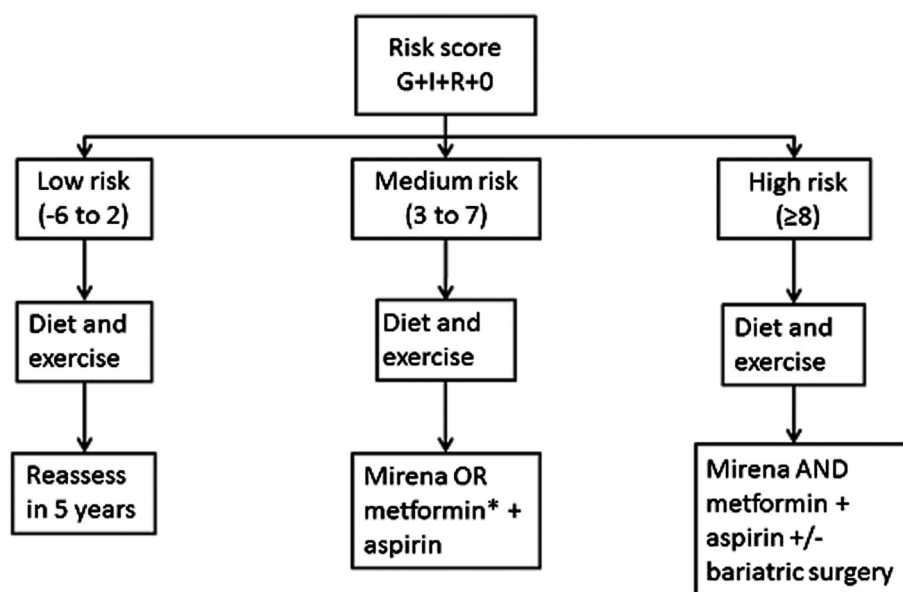 Risk score
G+I+R+0
Low risk
(-6 to 2)
Medium risk
(3 to 7)
High risk
(≥8)
Diet and
exercise
Diet and
exercise
Diet and
exercise
Reassess
in 5 years
Mirena OR
metformin* +
aspirin
Mirena AND
metformin +
aspirin +/-
bariatric surgery